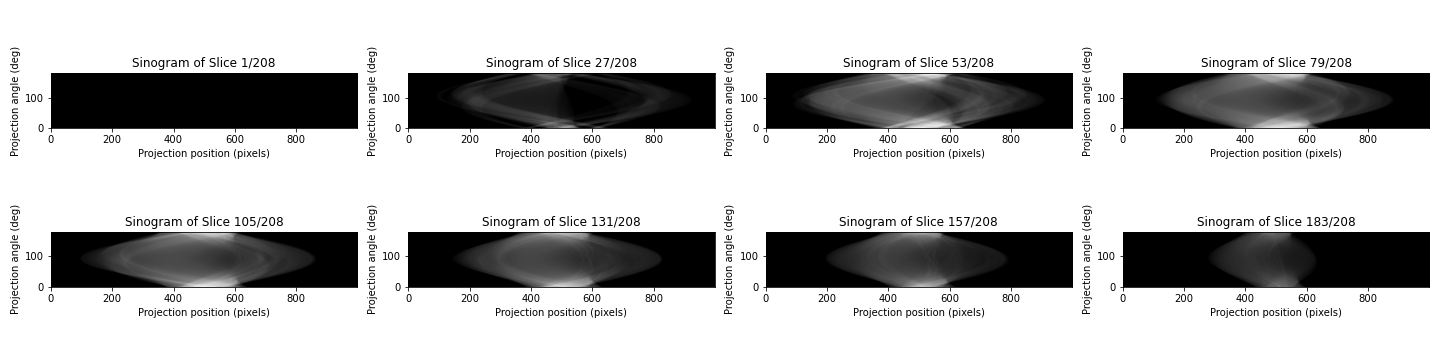 Sinogram of Slice 1/208
Projection angle (deg)
100
0
0 200 400 600 800
Projection position (pixels)
Sinogram of Slice 27/208
Projection angle (deg)
100
0
0 200 400 600 800
Projection position (pixels)
Sinogram of Slice 53/208
Projection angle (deg)
100
0
0 200 400 600 800
Projection position (pixels)
Sinogram of Slice 79/208
Projection angle (deg)
100
0
0 200 400 600 800
Projection position (pixels)
Sinogram of Slice 105/208
Projection angle (deg)
100
0
0 200 400 600 800
Projection position (pixels)
Sinogram of Slice 131/208
Projection angle (deg)
100
0
0 200 400 600 800
Projection position (pixels)
Sinogram of Slice 157/208
Projection angle (deg)
100
0
0 200 400 600 800
Projection position (pixels)
Sinogram of Slice 183/208
Projection angle (deg)
100
0
0 200 400 600 800
Projection position (pixels)